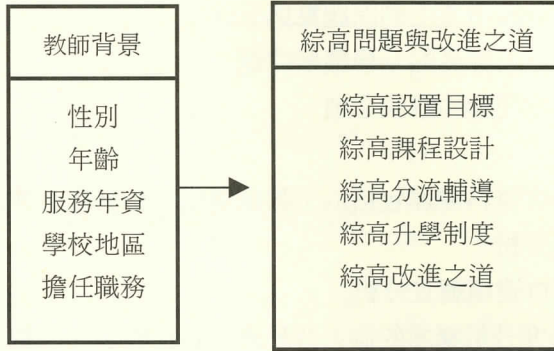 教師背景
性別
年齡
服務年資
學校地區
擔任職務
綜高問題與改進之道
綜高設置目標
綜高課程設計
綜高分流輔導
綜高升學制度
綜高改進之道